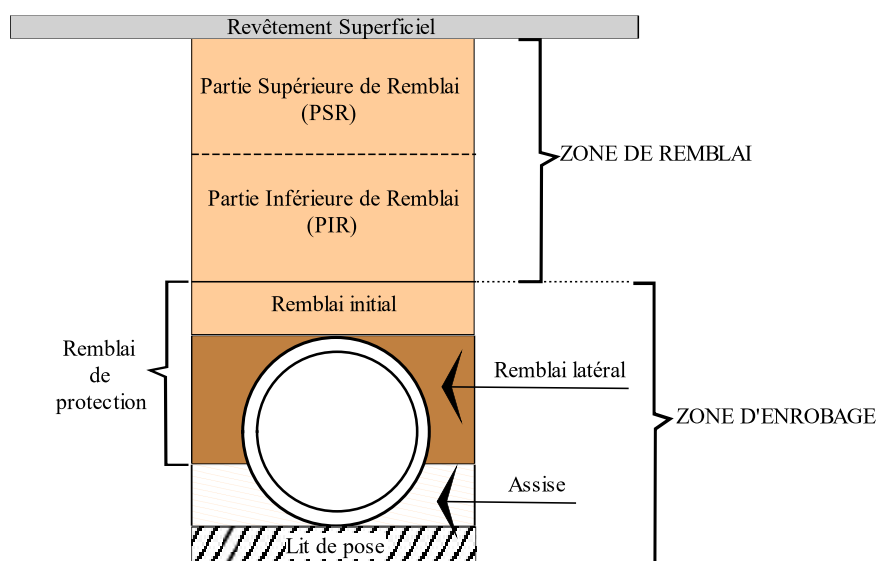 Revêtement Superficiel
Partie Supérieure de Remblai
(PSR)
ZONE DE REMBLAI
Partie Inférieure de Remblai
(PIR)
Remblai initial
Remblai
de
protection
Remblai latéral
ZONE D'ENROBAGE
Assise
Lit de pose